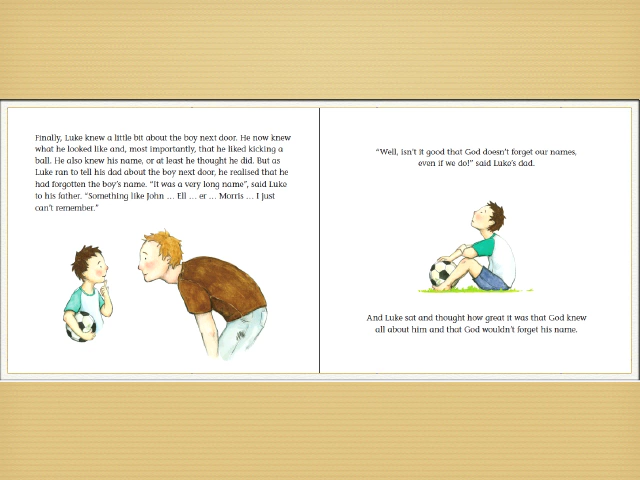 Finally, Luke knew a little bit about the boy next door. He now knew
what he looked like and, most importantly, that he liked kicking a
ball. He also knew his name, or at least he thought he did. But as
Luke ran to tell his dad about the boy next door, he realised that he
had forgotten the boy's name. “It was a very long name”, said Luke
to his father. “Something like John … Ell … er … Morris … I just
can't remember.”
“Well, isn't it good that God doesn't forget our names,
even if we do!” said Luke's dad.
And Luke sat and thought how great it was that God knew
all about him and that God wouldn't forget his name.